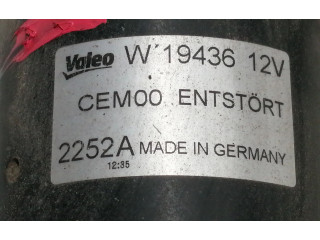 Valeo W 19436 12V
CEM00 ENTSTÖRT
2252A MADE IN GERMANY
12:35